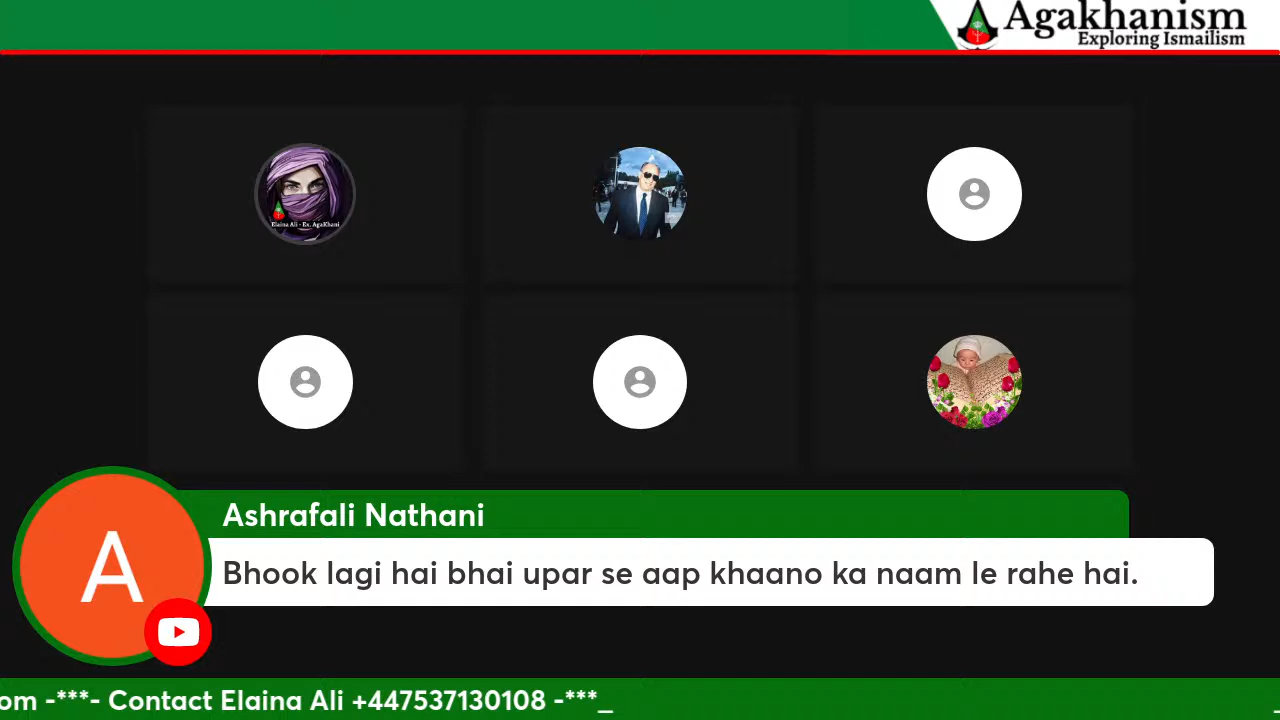 Agakhanism
Exploring Ismailism
Elaina Ali - Ex. AgaKhani
Ashrafali Nathani
A
Bhook lagi hai bhai upar se aap khaano ka naam le rahe hai.
om -***- Contact Elaina Ali +447537130108 -***_